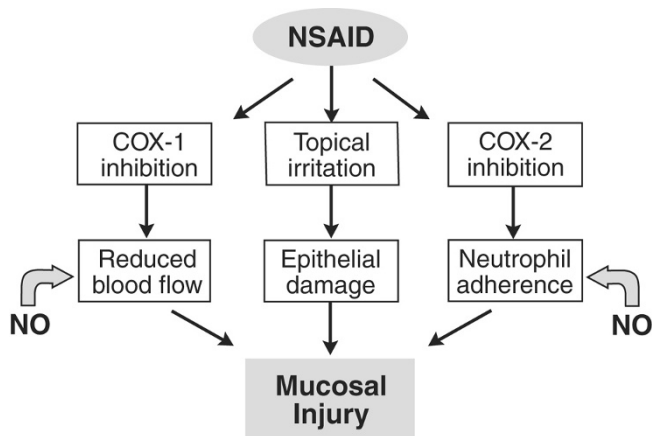 NSAID
COX-1
inhibition
Topical
irritation
COX-2
inhibition
Reduced
blood flow
Epithelial
damage
Neutrophil
adherence
NO
NO
Mucosal
Injury